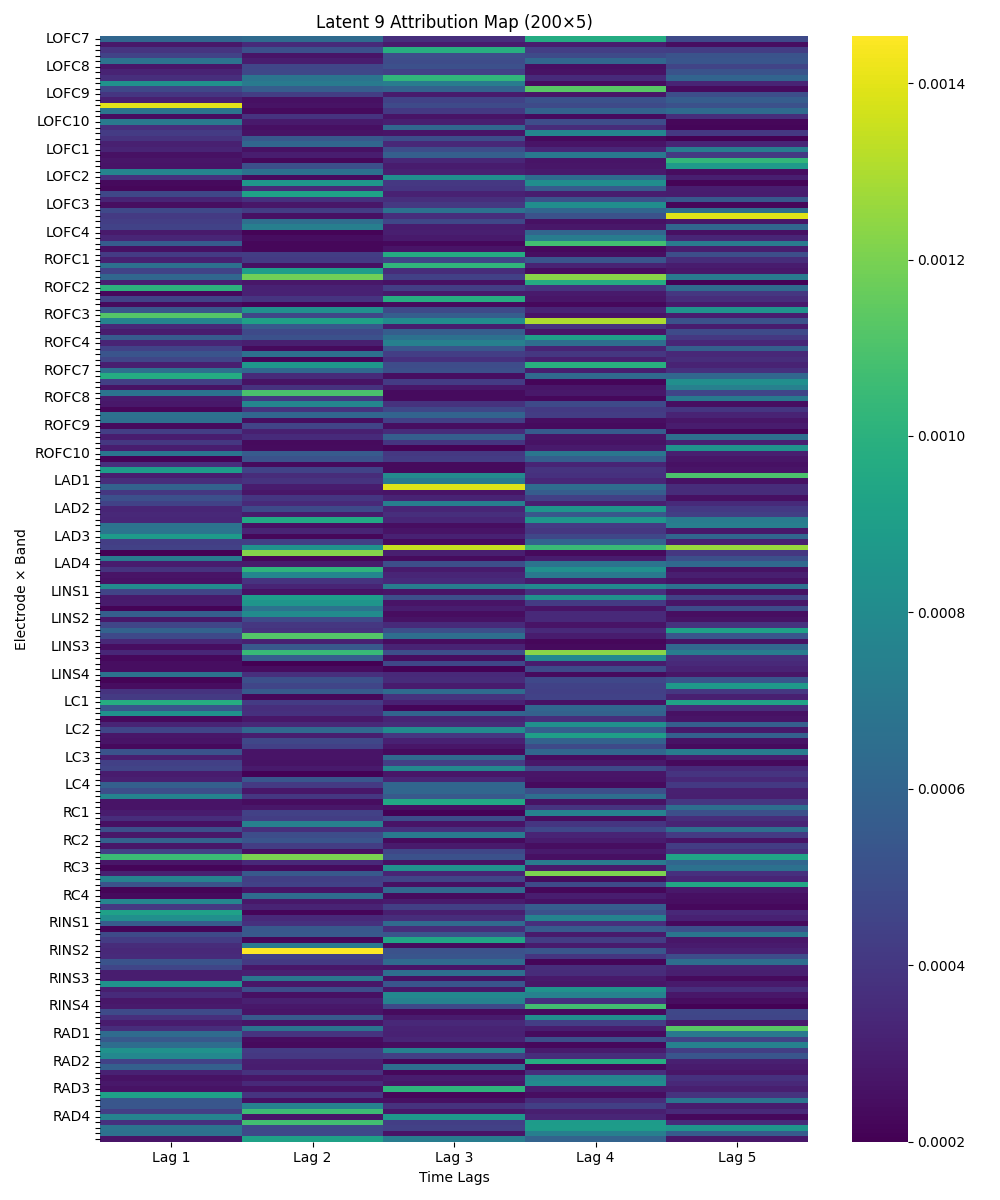 Latent 9 Attribution Map (200×5)
LOFC7
LOFC8
LOFC9
LOFC10
LOFC1
LOFC2
LOFC3
LOFC4
ROFC1
ROFC2
ROFC3
ROFC4
ROFC7
ROFC8
ROFC9
ROFC10
LAD1
LAD2
LAD3
LAD4
LINS1
LINS2
LINS3
LINS4
LC1
LC2
LC3
LC4
RC1
RC2
RC3
RC4
RINS1
RINS2
RINS3
RINS4
RAD1
RAD2
RAD3
RAD4
Electrode × Band
Lag 1 Lag 2 Lag 3 Lag 4 Lag 5
Time Lags
0.0014
0.0012
0.0010
0.0008
0.0006
0.0004
0.0002